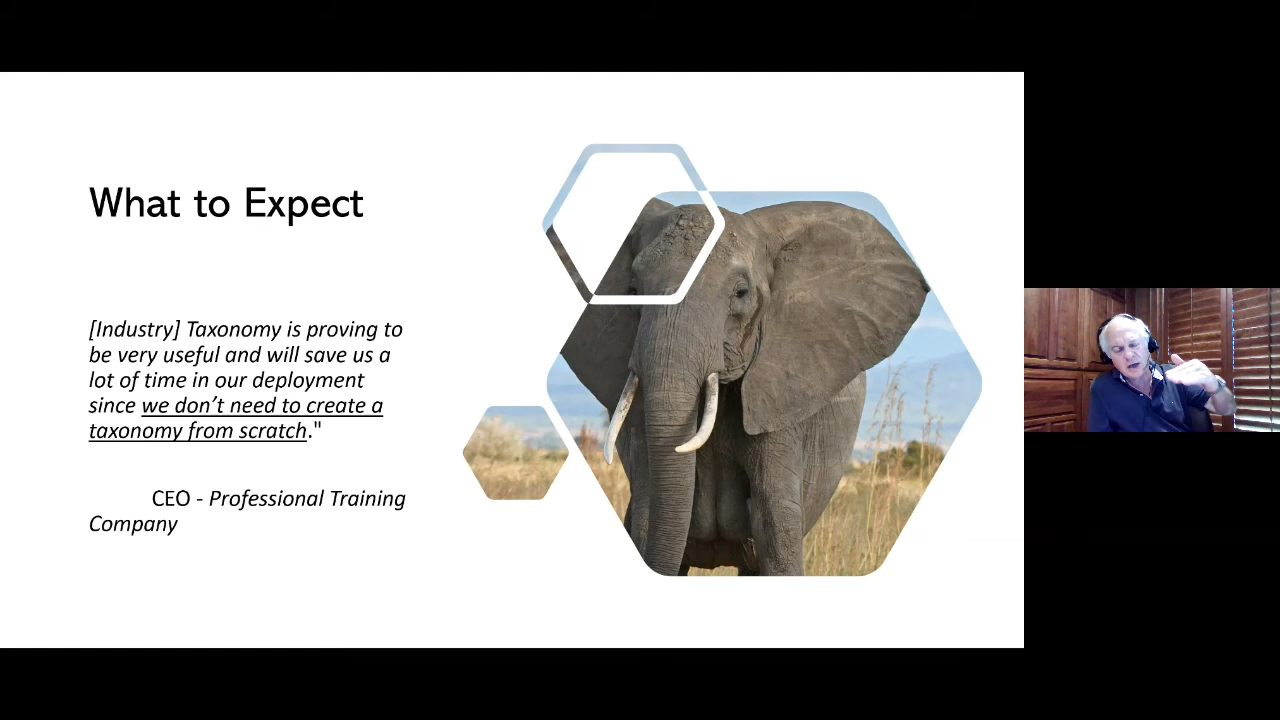 What to Expect
[Industry] Taxonomy is proving to
be very useful and will save us a
lot of time in our deployment
since we don’t need to create a
taxonomy from scratch."
CEO - Professional Training
Company